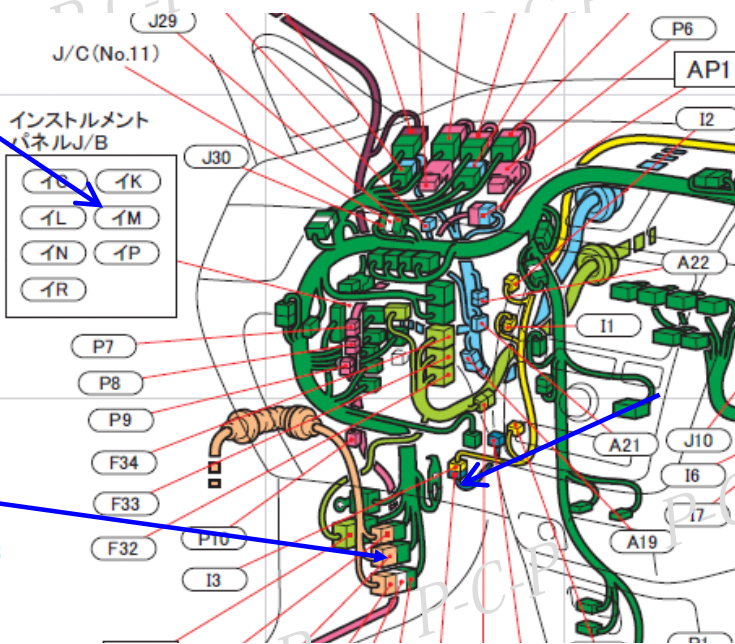 J29
P6
J/C(No.11)
AP1
インストルメント
パネルJ/B
I2
J30
イK
イL
イM
イN
イP
イR
A22
I1
P7
P8
P9
F34
A21
J10
I6
F33
I7
F32
P10
A19
I3
P-C-P